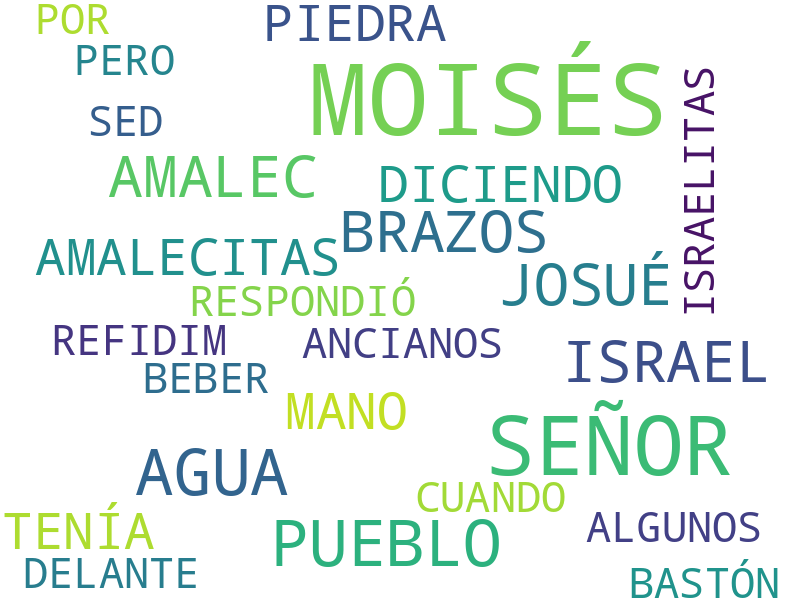 POR
PIEDRA
PERO
MOISÉS
SED
ISRAELITAS
AMALEC
DICIENDO
BRAZOS
AMALECITAS
JOSUÉ
RESPONDIÓ
REFIDIM
ANCIANOS
ISRAEL
BEBER
MANO
SEÑOR
AGUA
CUANDO
TENÍA
PUEBLO
ALGUNOS
DELANTE
BASTÓN